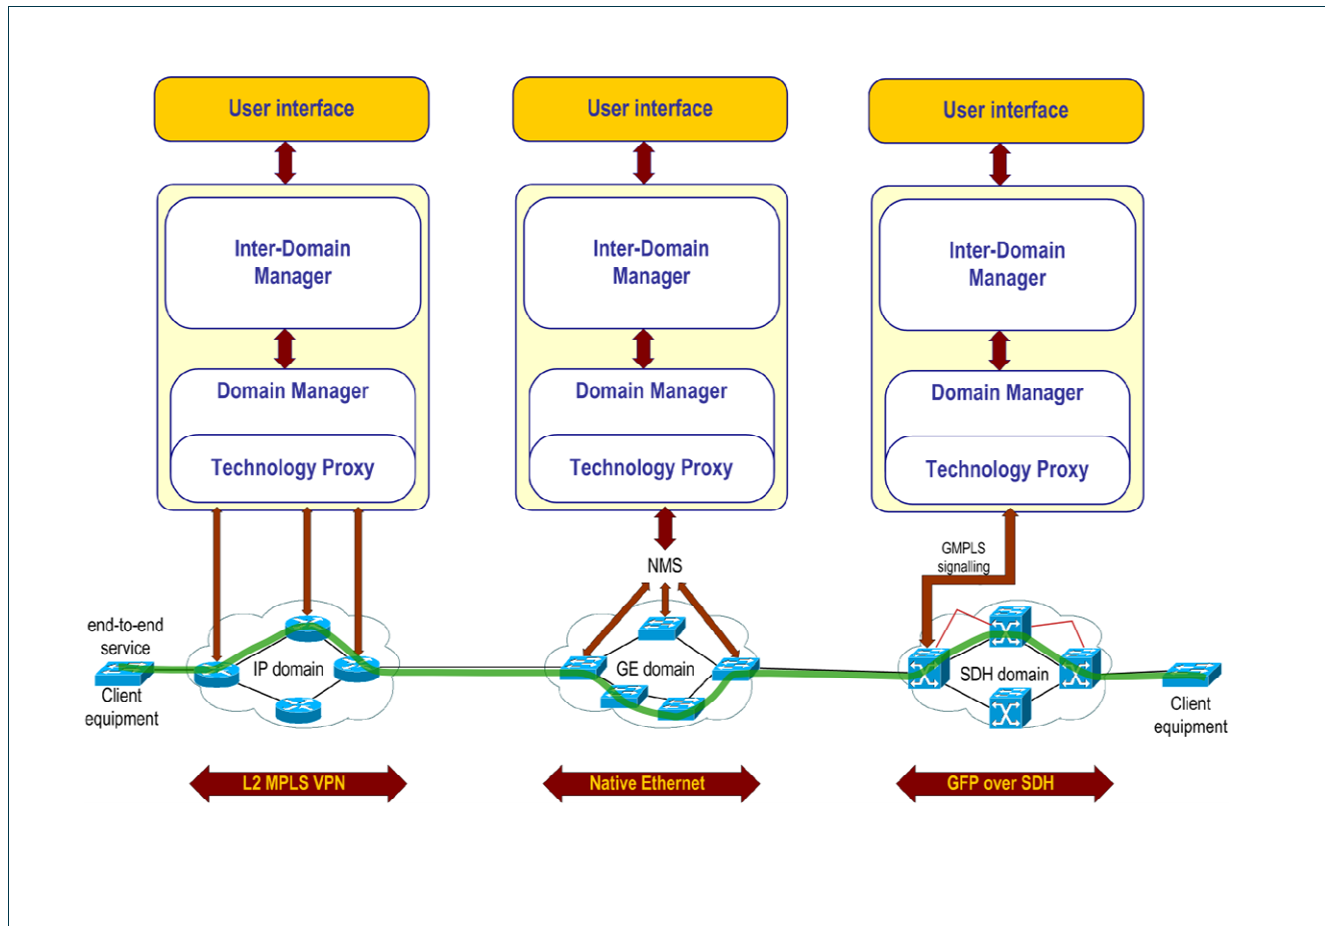 User interface
User interface
User interface
Inter-Domain
Manager
Inter-Domain
Manager
Inter-Domain
Manager
Domain Manager
Domain Manager
Domain Manager
Technology Proxy
Technology Proxy
Technology Proxy
NMS
GMPLS
signalling
end-to-end
service
Client
equipment
IP domain
GE domain
SDH domain
Client
equipment
L2 MPLS VPN
Native Ethernet
GFP over SDH